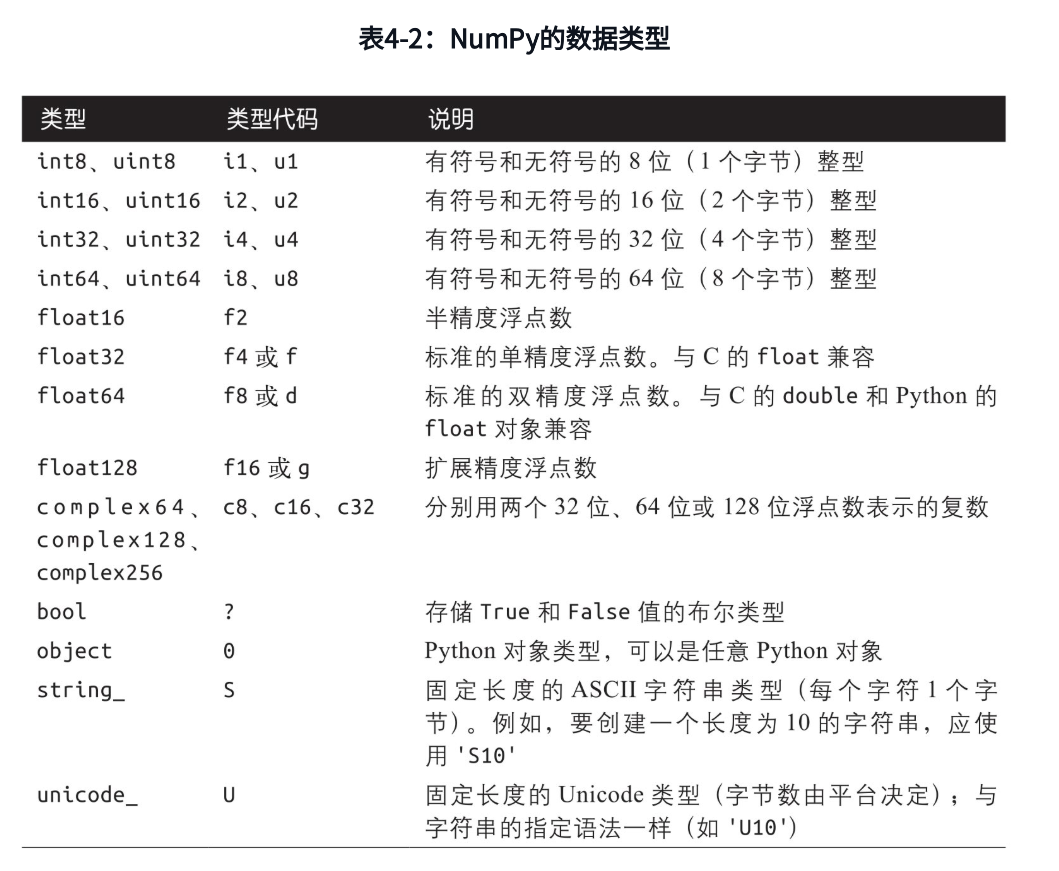 表4-2：NumPy的数据类型
类型 类型代码 说明
int8、uint8 i1、u1 有符号和无符号的 8 位（1 个字节）整型
int16、uint16 i2、u2 有符号和无符号的 16 位（2 个字节）整型
int32、uint32 i4、u4 有符号和无符号的 32 位（4 个字节）整型
int64、uint64 i8、u8 有符号和无符号的 64 位（8 个字节）整型
float16 f2 半精度浮点数
float32 f4 或 f 标准的单精度浮点数。与 C 的 float 兼容
float64 f8 或 d 标准的双精度浮点数。与 C 的 double 和 Python 的
float 对象兼容
float128 f16 或 g 扩展精度浮点数
complex64、 c8、c16、c32 分别用两个 32 位、64 位或 128 位浮点数表示的复数
complex128、
complex256
bool ? 存储 True 和 False 值的布尔类型
object 0 Python 对象类型，可以是任意 Python 对象
string_ S 固定长度的 ASCII 字符串类型（每个字符 1 个字
节）。例如，要创建一个长度为 10 的字符串，应使
用 'S10'
unicode_ U 固定长度的 Unicode 类型（字节数由平台决定）；与
字符串的指定语法一样（如 'U10'）